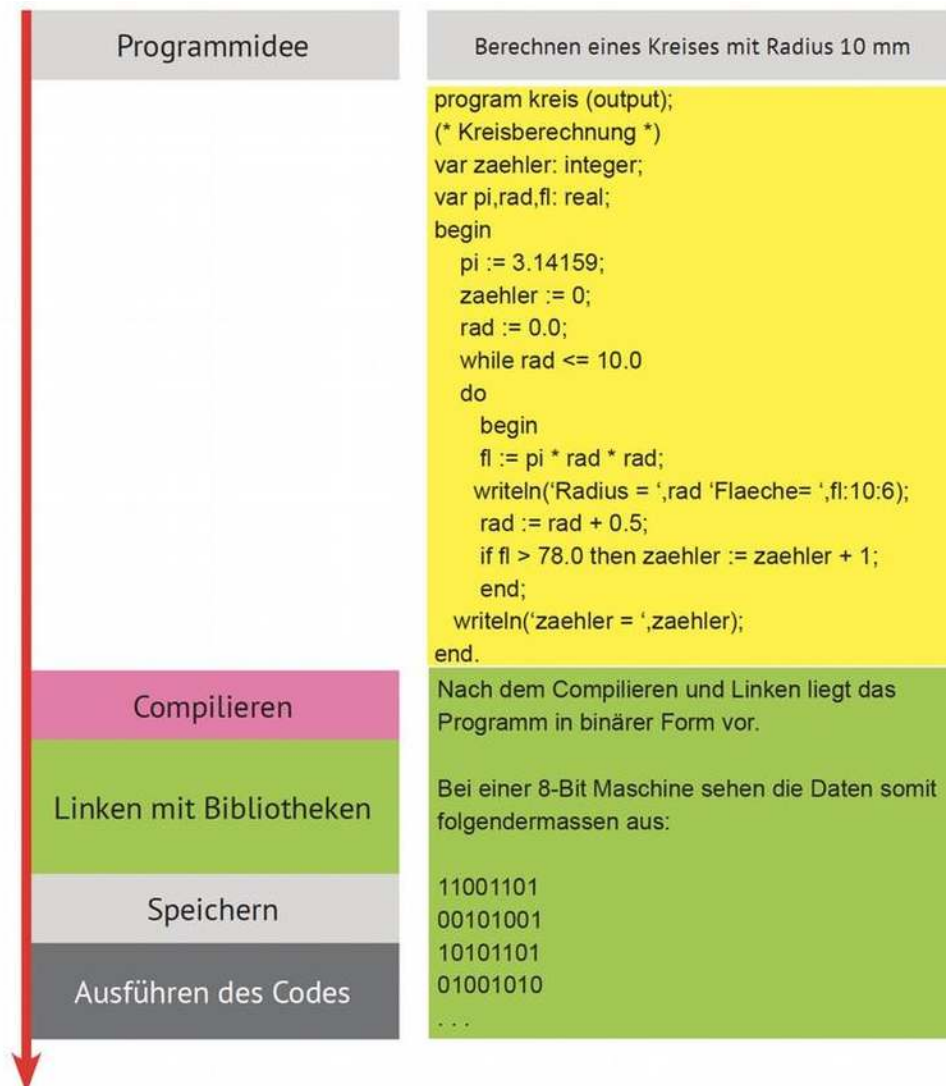 Programmidee
Berechnen eines Kreises mit Radius 10 mm
program kreis (output);
(* Kreisberechnung *)
var zaehler: integer;
var pi,rad,fl: real;
begin
pi := 3.14159;
zaehler := 0;
rad := 0.0;
while rad <= 10.0
do
begin
fl := pi * rad * rad;
writeln(‘Radius = ‘,rad ‘Flaeche= ‘,fl:10:6);
rad := rad + 0.5;
if fl > 78.0 then zaehler := zaehler + 1;
end;
writeln(‘zaehler = ‘,zaehler);
end.
Compilieren
Linken mit Bibliotheken
Speichern
Ausführen des Codes
Nach dem Compilieren und Linken liegt das
Programm in binärer Form vor.
Bei einer 8-Bit Maschine sehen die Daten somit
folgendermassen aus:
11001101
00101001
10101101
01001010
. . .